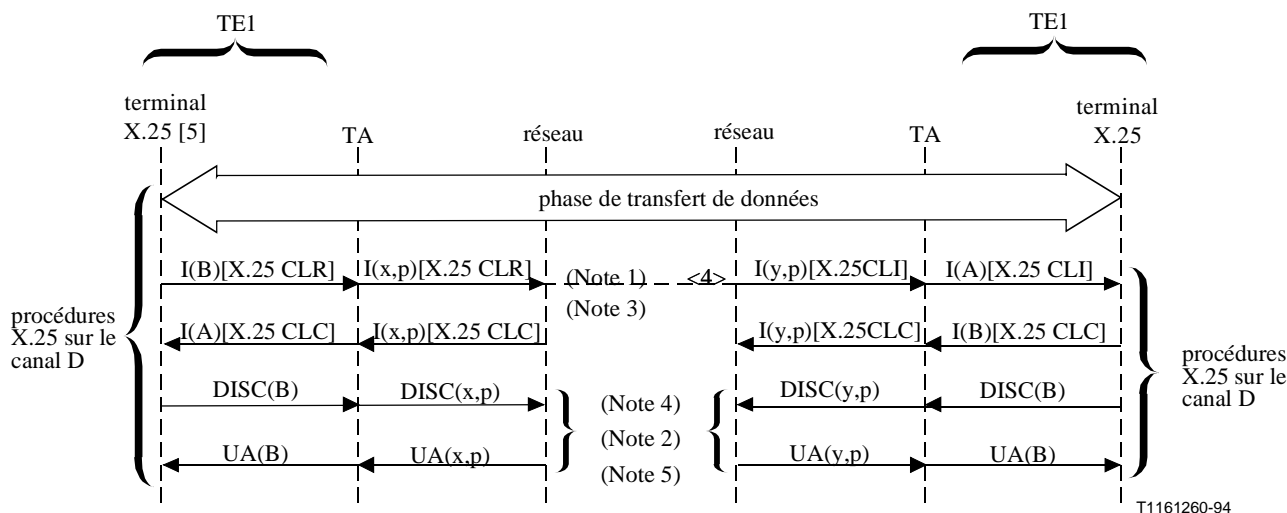 TE1
TE1
terminal
X.25 [5]
TA
réseau
réseau
TA
terminal
X.25
phase de transfert de données
I(B)[X.25 CLR]
I(x,p)[X.25 CLR]
(Note 1)
<4>
I(y,p)[X.25CLI]
I(A)[X.25 CLI]
(Note 3)
I(A)[X.25 CLC]
I(x,p)[X.25 CLC]
I(y,p)[X.25CLC]
I(B)[X.25 CLC]
procédures
X.25 sur le
canal D
procédures
X.25 sur le
canal D
DISC(B)
DISC(x,p)
(Note 4)
DISC(y,p)
DISC(B)
(Note 2)
UA(B)
UA(x,p)
(Note 5)
UA(y,p)
UA(B)
T1161260-94